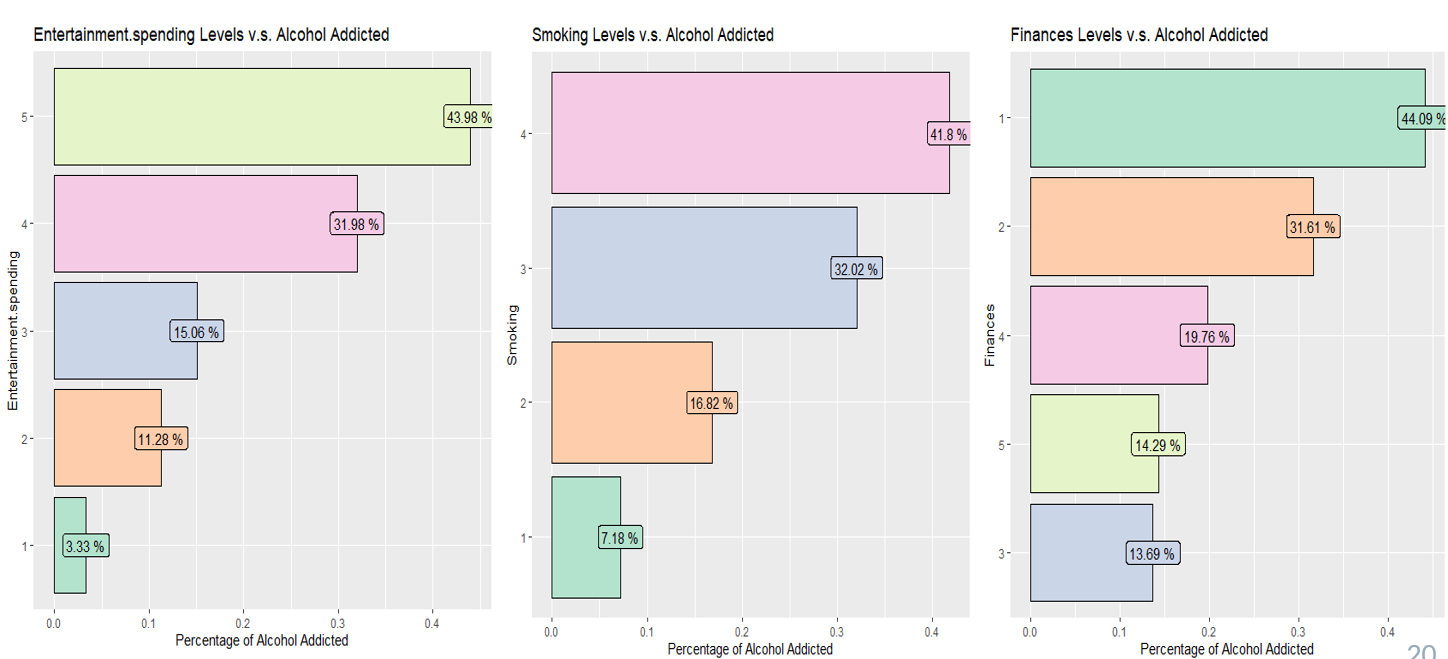 Entertainment.spending Levels v.s. Alcohol Addicted
Entertainment.spending
5
43.98 %
4
31.98 %
3
15.06 %
2
11.28 %
1
3.33 %
0.0 0.1 0.2 0.3 0.4
Percentage of Alcohol Addicted
Smoking Levels v.s. Alcohol Addicted
Smoking
4
41.8 %
3
32.02 %
2
16.82 %
1
7.18 %
0.0 0.1 0.2 0.3 0.4
Percentage of Alcohol Addicted
Finances Levels v.s. Alcohol Addicted
Finances
1
44.09 %
2
31.61 %
4
19.76 %
5
14.29 %
3
13.69 %
0.0 0.1 0.2 0.3 0.4
Percentage of Alcohol Addicted
20